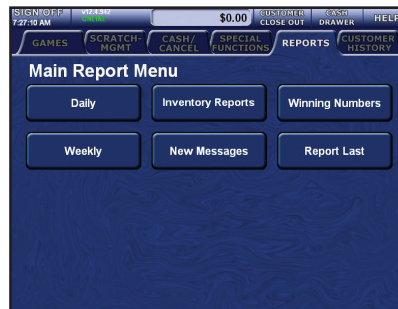 SIGN OFF v12.4.342 $0.00 CUSTOMER CLOSE OUT CASH DRAWER HELP
7:27:10 AM ONLINE
GAMES SCRATCH-MGMT CASH/CANCEL SPECIAL FUNCTIONS REPORTS CUSTOMER HISTORY
Main Report Menu
Daily Inventory Reports Winning Numbers
Weekly New Messages Report Last